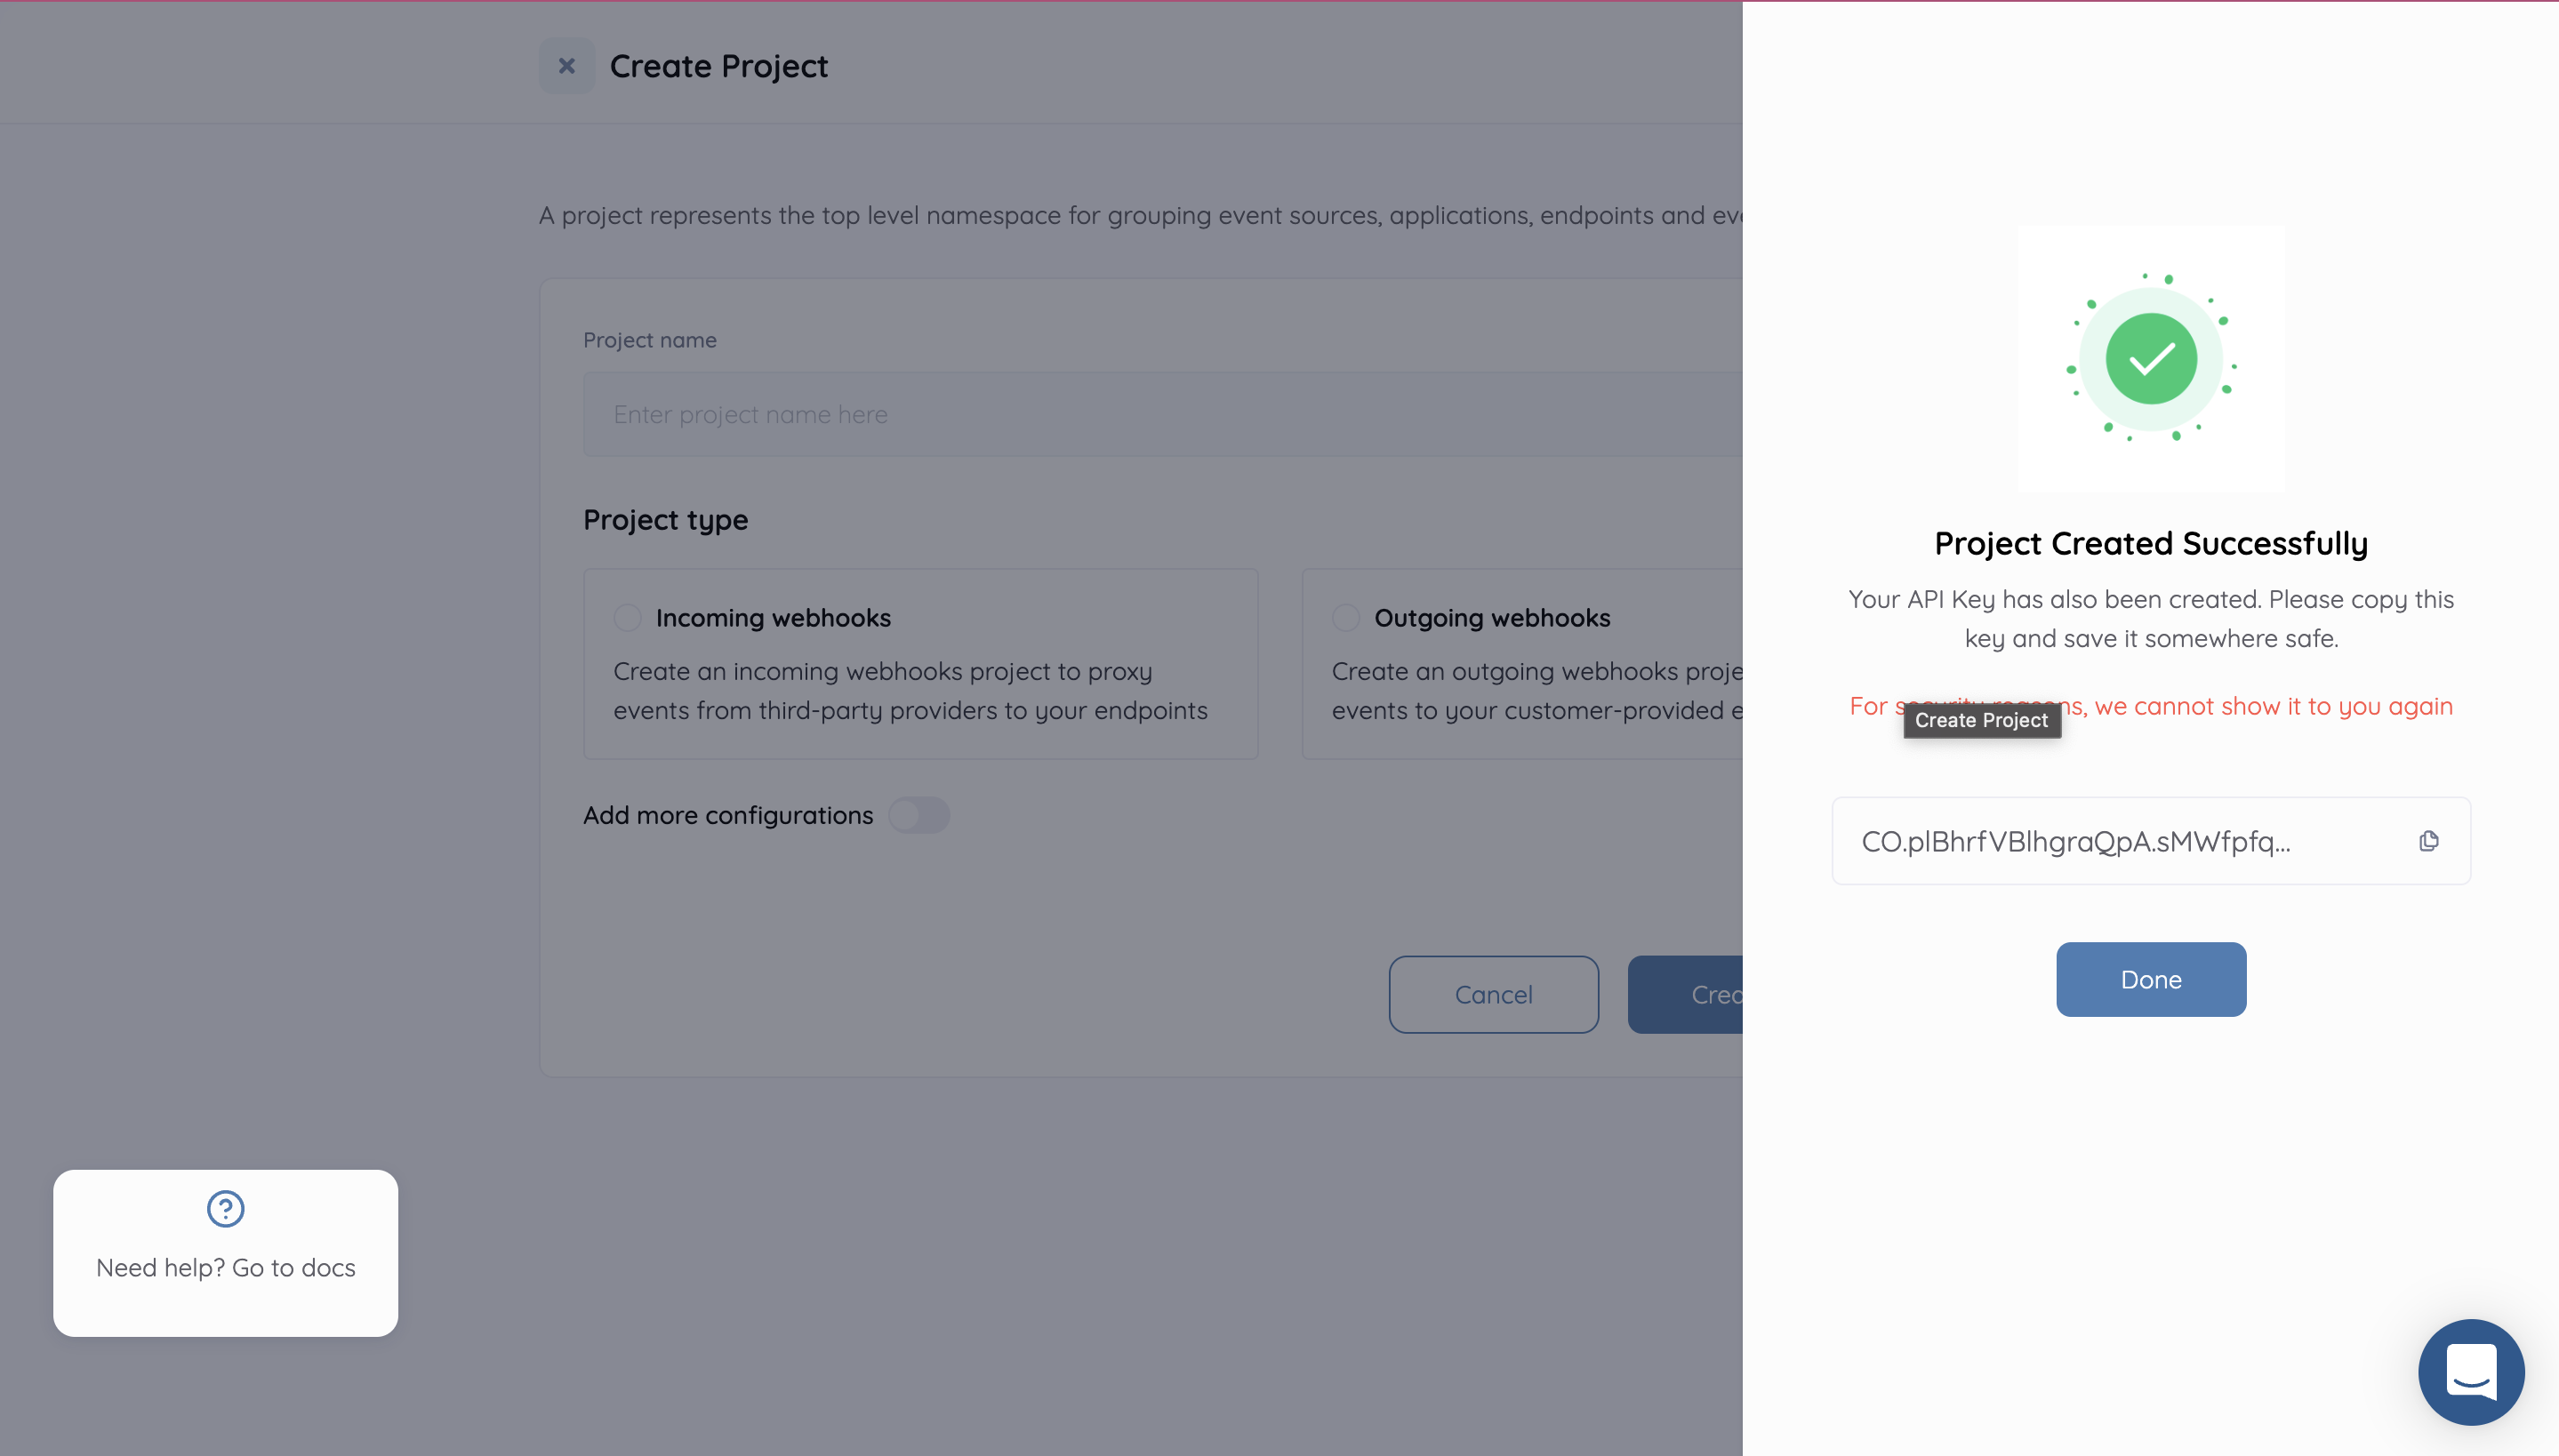 Create Project
A project represents the top level namespace for grouping event sources, applications, endpoints and
Project name
Enter project name here
Project type
Incoming webhooks
Create an incoming webhooks project to proxy
events from third-party providers to your endpoints
Outgoing webhooks
Create an outgoing webhooks
events to your customer-provided
Add more configurations
Cancel
Need help? Go to docs
Project Created Successfully
Your API Key has also been created. Please copy this
key and save it somewhere safe.
For security reasons, we cannot show it to you again
Create Project
CO.plBhrfVBlhgraQpA.sMWfpfq...
Done